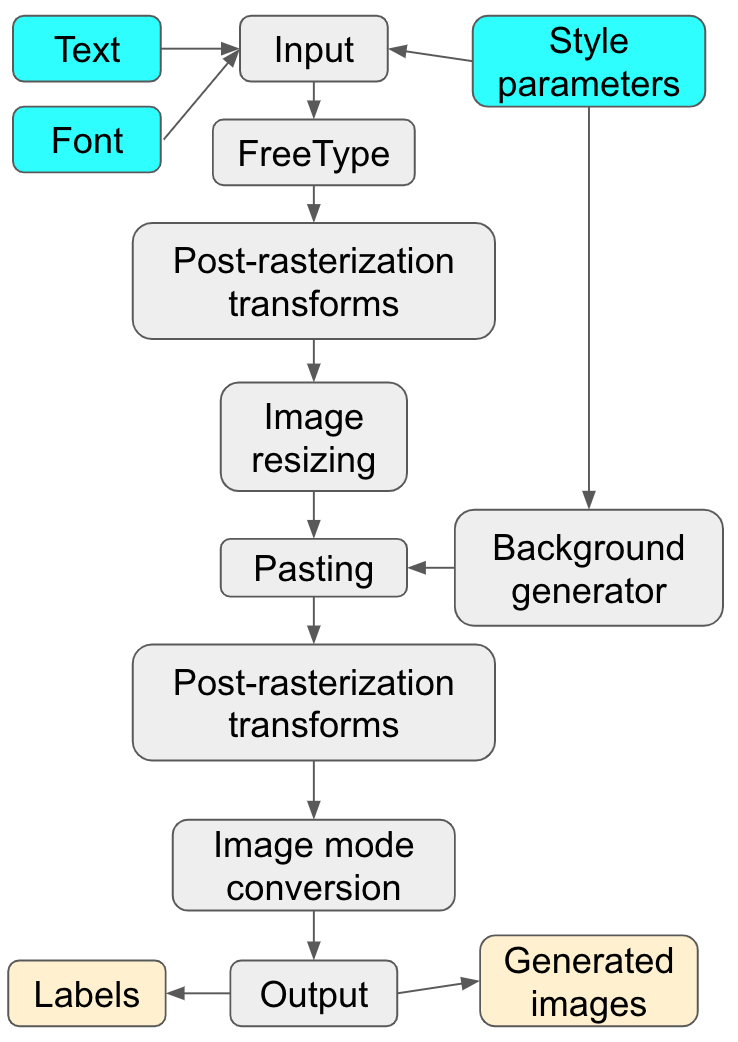 Text
Input
Style
parameters
Font
FreeType
Post-rasterization
transforms
Image
resizing
Pasting
Background
generator
Post-rasterization
transforms
Image mode
conversion
Labels
Output
Generated
images